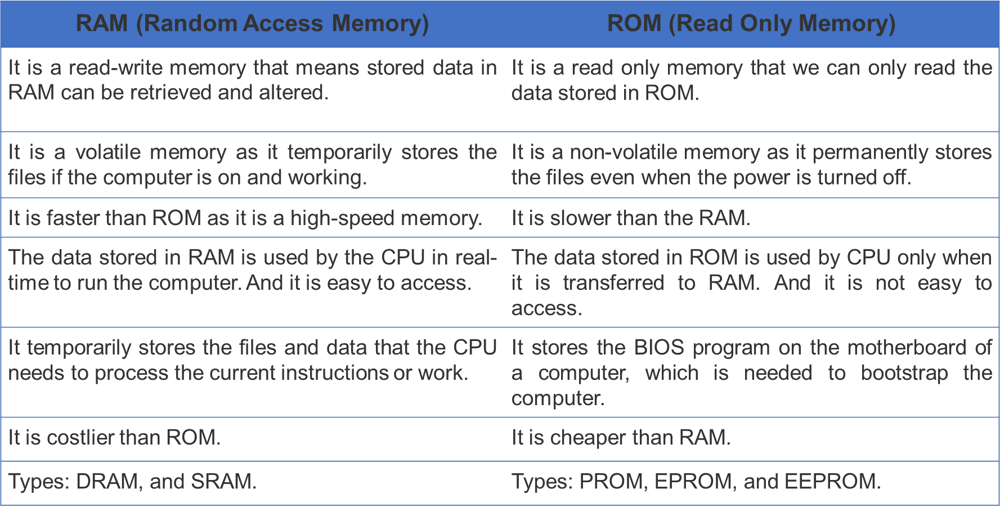 RAM (Random Access Memory)
ROM (Read Only Memory)
It is a read-write memory that means stored data in
RAM can be retrieved and altered.
It is a read only memory that we can only read the
data stored in ROM.
It is a volatile memory as it temporarily stores the
files if the computer is on and working.
It is a non-volatile memory as it permanently stores
the files even when the power is turned off.
It is faster than ROM as it is a high-speed memory.
It is slower than the RAM.
The data stored in RAM is used by the CPU in real-
time to run the computer. And it is easy to access.
The data stored in ROM is used by CPU only when
it is transferred to RAM. And it is not easy to
access.
It temporarily stores the files and data that the CPU
needs to process the current instructions or work.
It stores the BIOS program on the motherboard of
a computer, which is needed to bootstrap the
computer.
It is costlier than ROM.
It is cheaper than RAM.
Types: DRAM, and SRAM.
Types: PROM, EPROM, and EEPROM.